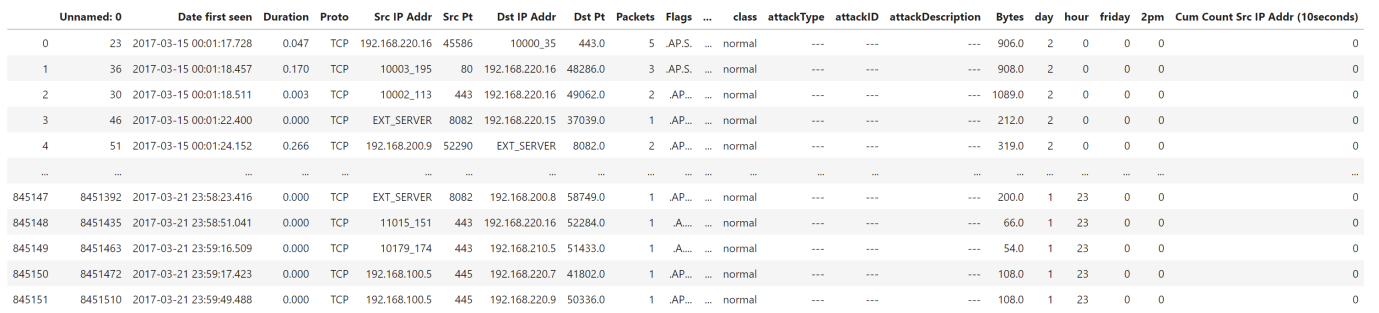 Unnamed: 0 Date first seen Duration Proto Src IP Addr Src Pt Dst IP Addr Dst Pt Packets Flags ... class attackType attackID attackDescription Bytes day hour friday 2pm Cum Count Src IP Addr (10seconds)
0 23 2017-03-15 00:01:17.728 0.047 TCP 192.168.220.16 45586 10000_35 443.0 5 .AP.S. ... normal --- --- --- 906.0 2 0 0 0 0
1 36 2017-03-15 00:01:18.457 0.170 TCP 10003_195 80 192.168.220.16 48286.0 3 .AP.S. ... normal --- --- --- 908.0 2 0 0 0 0
2 30 2017-03-15 00:01:18.511 0.003 TCP 10002_113 443 192.168.220.16 49062.0 2 .AP... ... normal --- --- --- 1089.0 2 0 0 0 0
3 46 2017-03-15 00:01:22.400 0.000 TCP EXT_SERVER 8082 192.168.220.15 37039.0 1 .AP... ... normal --- --- --- 212.0 2 0 0 0 0
4 51 2017-03-15 00:01:24.152 0.266 TCP 192.168.200.9 52290 EXT_SERVER 8082.0 2 .AP... ... normal --- --- --- 319.0 2 0 0 0 0
... ... ... ... ... ... ... ... ... ... ... ... ... ... ... ... ... ... ... ... ... ...
845147 8451392 2017-03-21 23:58:23.416 0.000 TCP EXT_SERVER 8082 192.168.200.8 58749.0 1 .AP... ... normal --- --- --- 200.0 1 23 0 0 0
845148 8451435 2017-03-21 23:58:51.041 0.000 TCP 11015_151 443 192.168.220.16 52284.0 1 .A.... ... normal --- --- --- 66.0 1 23 0 0 0
845149 8451463 2017-03-21 23:59:16.509 0.000 TCP 10179_174 443 192.168.210.5 51433.0 1 .A.... ... normal --- --- --- 54.0 1 23 0 0 0
845150 8451472 2017-03-21 23:59:17.423 0.000 TCP 192.168.100.5 445 192.168.220.7 41802.0 1 .AP... ... normal --- --- --- 108.0 1 23 0 0 0
845151 8451510 2017-03-21 23:59:49.488 0.000 TCP 192.168.100.5 445 192.168.220.9 50336.0 1 .AP... ... normal --- --- --- 108.0 1 23 0 0 0